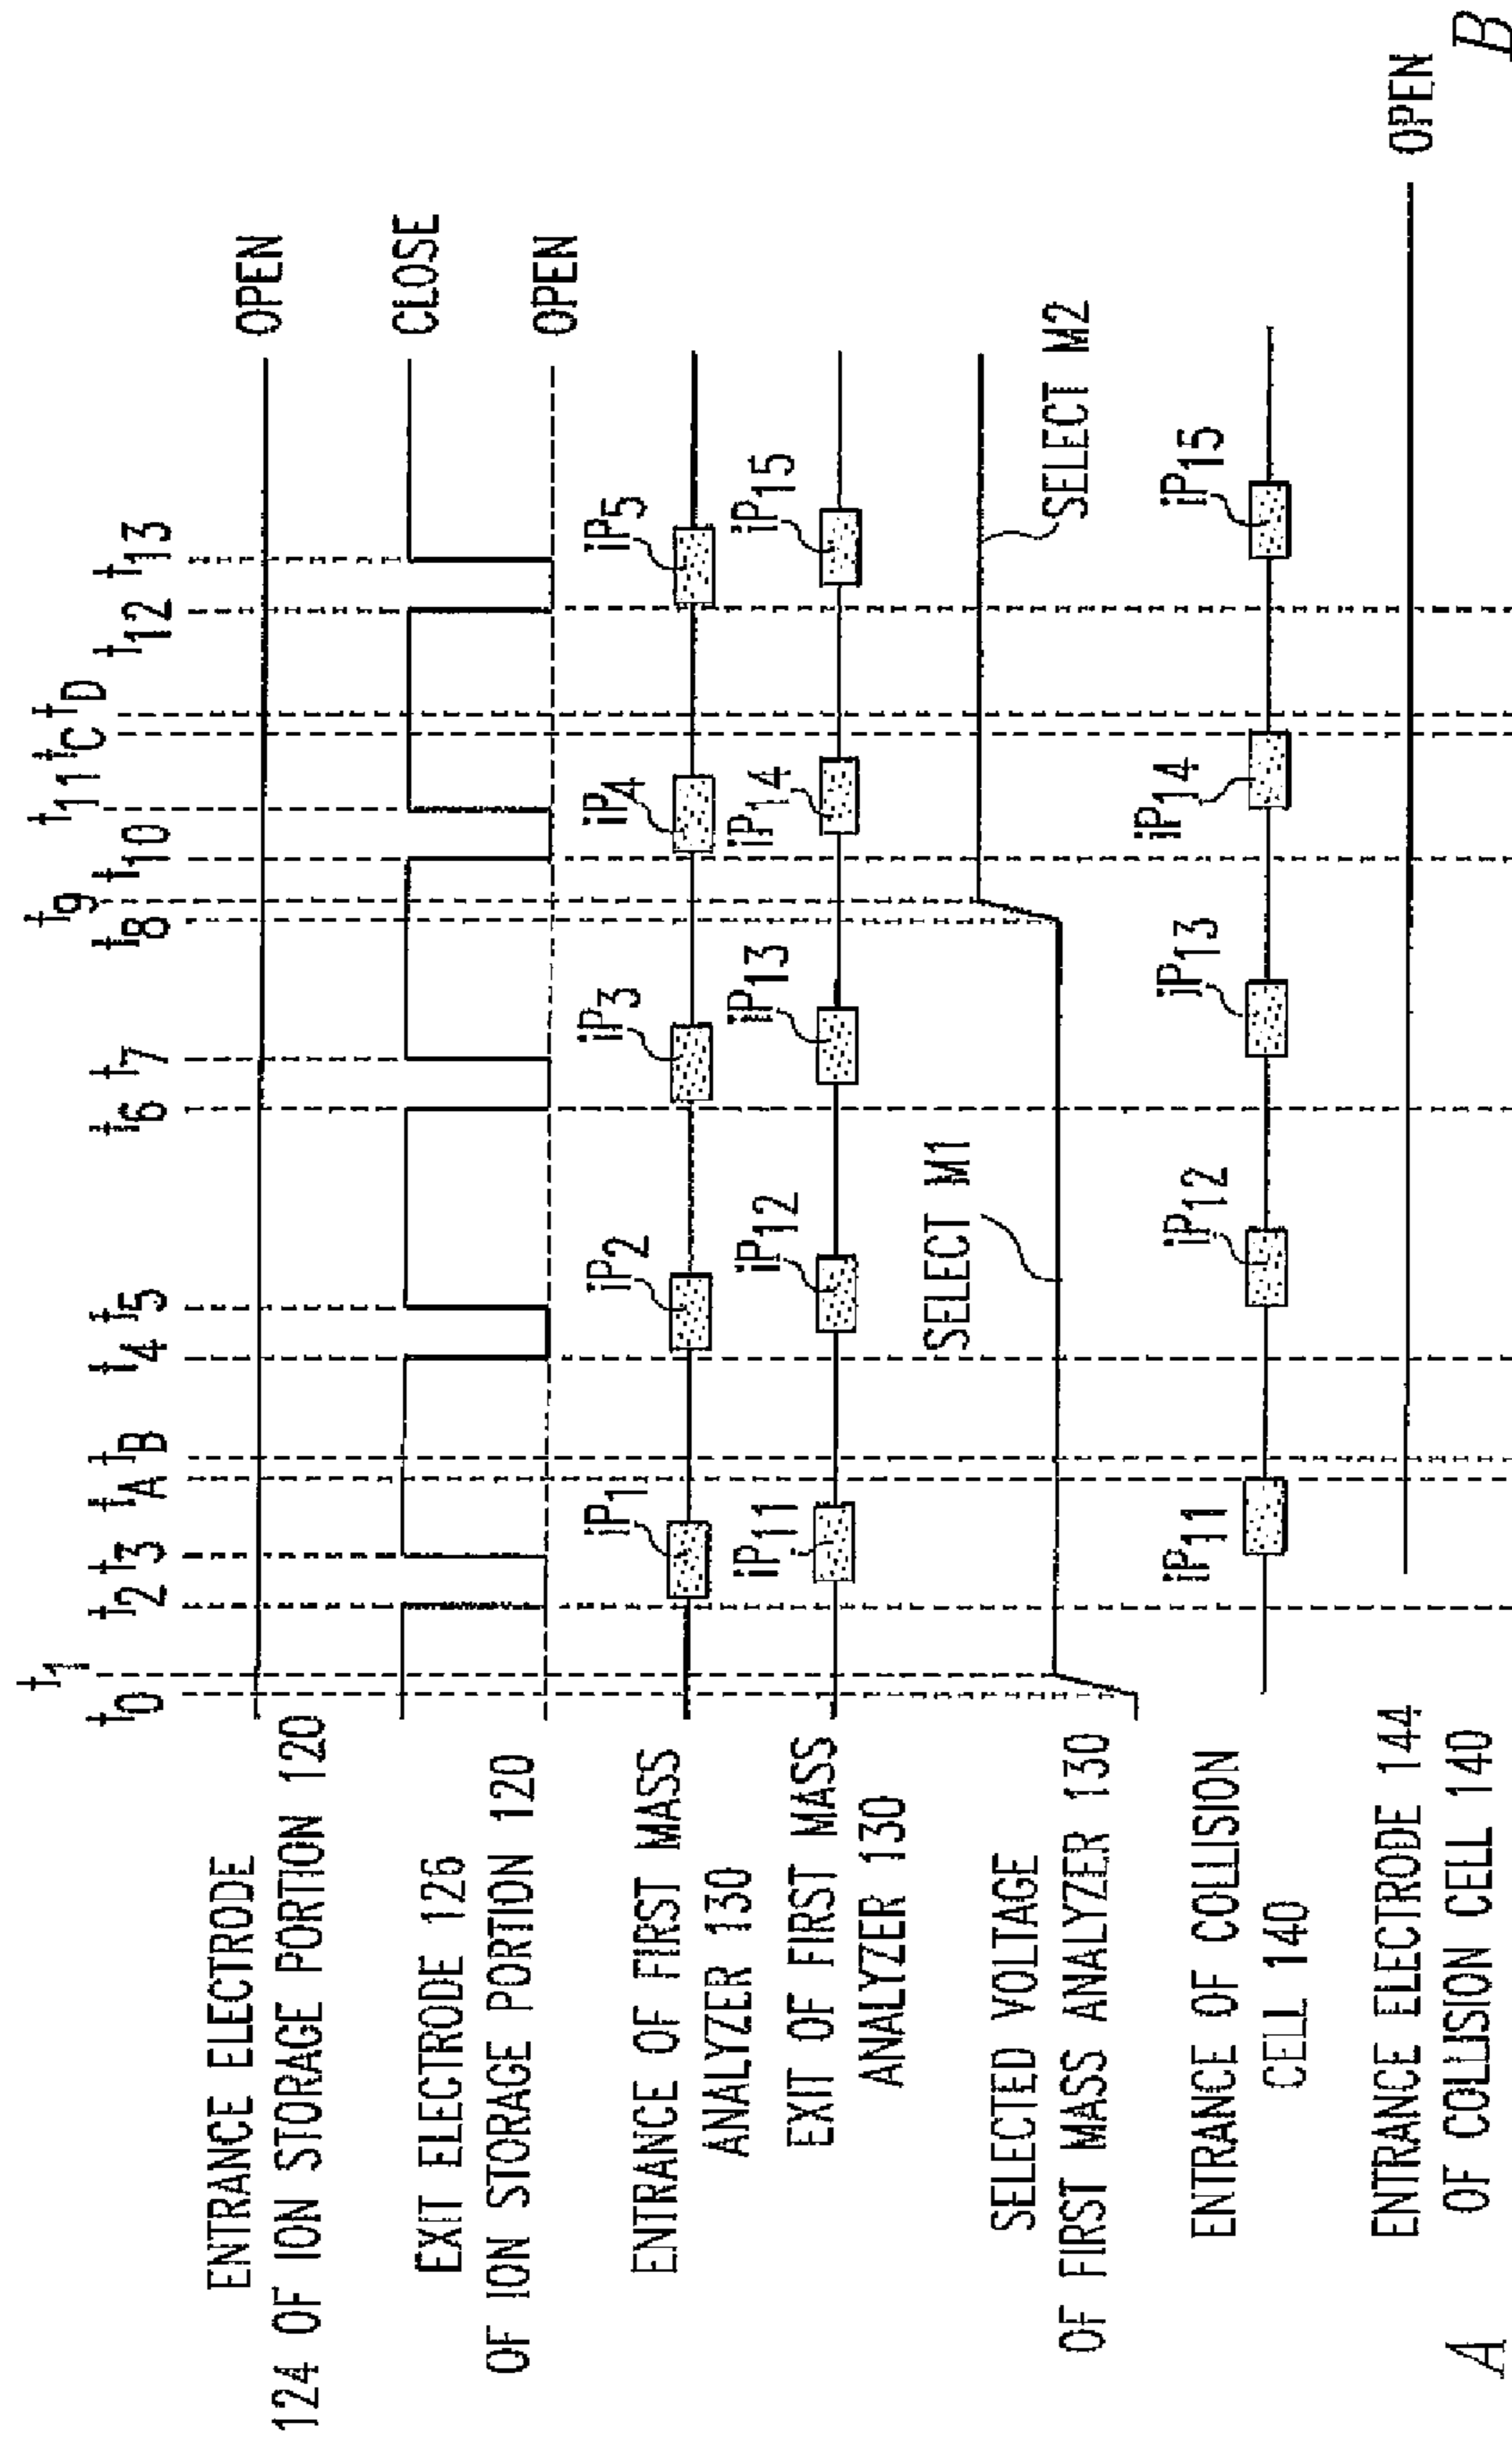 t0 t1 t2 t3 tA tB t4 t5 t6 t7 t8 t9 t10 t11 tC tD t12 t13
ENTRANCE ELECTRODE
124 OF ION STORAGE PORTION 120
OPEN
EXIT ELECTRODE 126
OF ION STORAGE PORTION 120
CLOSE
OPEN
ENTRANCE OF FIRST MASS
ANALYZER 130
iP1 iP2 iP3 iP4 iP5
EXIT OF FIRST MASS
ANALYZER 130
iP11 iP12 iP13 iP14 iP15
SELECTED VOLTAGE
OF FIRST MASS ANALYZER 130
SELECT M1
SELECT M2
ENTRANCE OF COLLISION
CELL 140
iP11 iP12 iP13 iP14 iP15
ENTRANCE ELECTRODE 144
OF COLLISION CELL 140
OPEN
A
B